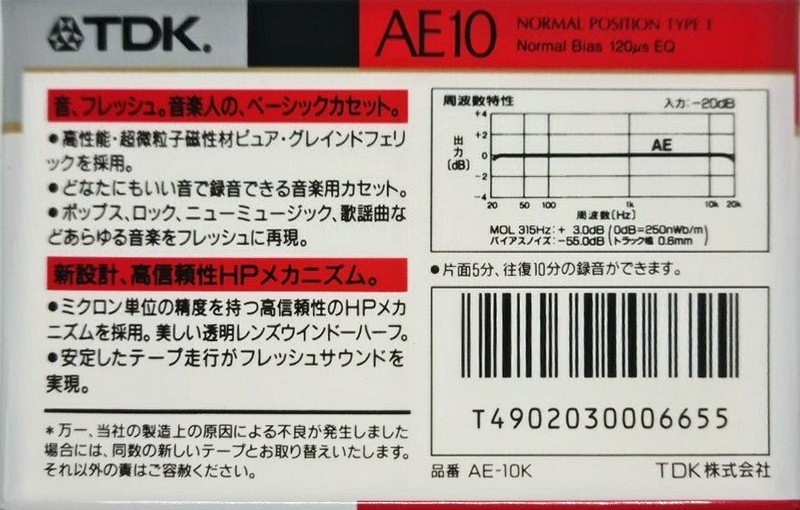 TDK.
AE10
NORMAL POSITION TYPE I
Normal Bias 120μs EQ
音、フレッシュ。音楽人の、ベーシックカセット。
●高性能・超微粒子磁性材ピュア・グレインドフェリ
ックを採用。
●どなたにもいい音で録音できる音楽用カセット。
●ポップス、ロック、ニューミュージック、歌謡曲な
どあらゆる音楽をフレッシュに再現。
新設計、高信頼性HPメカニズム。
●ミクロン単位の精度を持つ高信頼性のHPメカ
ニズムを採用。美しい透明レンズウインドーハーフ。
●安定したテープ走行がフレッシュサウンドを
実現。
*万一、当社の製造上の原因による不良が発生しました
場合には、同数の新しいテープとお取り替えいたします。
それ以外の責はご容赦ください。
周波数特性 入力:-20dB
+4
+2
0
-2
-4
出力(dB)
AE
20 50 100 1k 10k 20k
周波数(Hz)
MOL 315Hz:+ 3.0dB (0dB=250nWb/m)
バイアスノイズ:-55.0dB (トラック幅 0.6mm)
●片面5分、往復10分の録音ができます。
T4902030006655
品番 AE-10K TDK株式会社